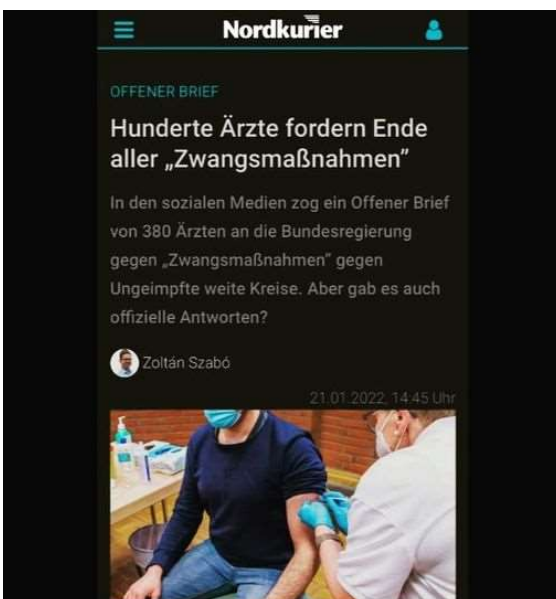 Nordkurier
OFFENER BRIEF
Hunderte Ärzte fordern Ende
aller „Zwangsmaßnahmen“
In den sozialen Medien zog ein Offener Brief
von 380 Ärzten an die Bundesregierung
gegen „Zwangsmaßnahmen“ gegen
Ungeimpfte weite Kreise. Aber gab es auch
offizielle Antworten?
Zoltán Szabó
21.01.2022, 14:45 Uhr